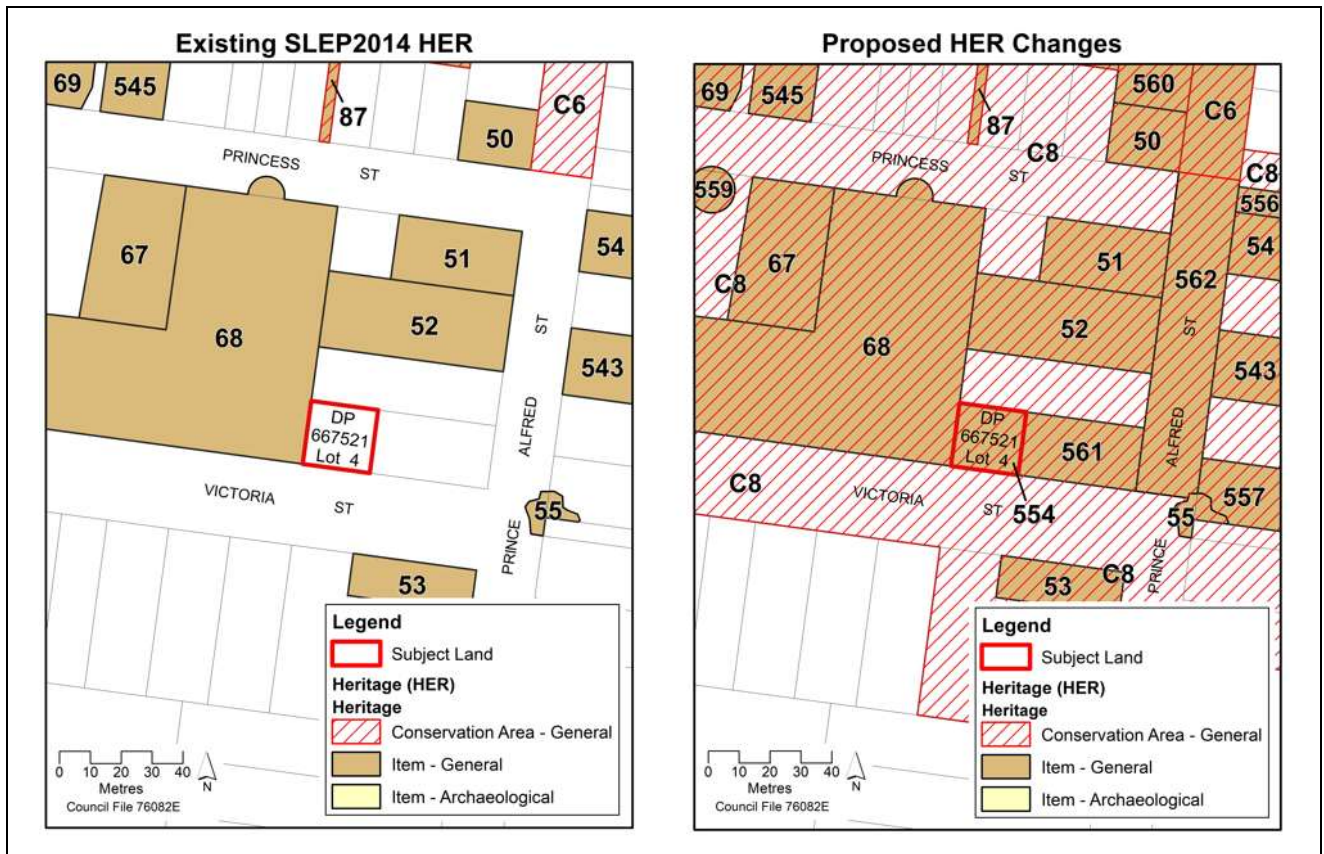 Existing SLEP2014 HER
69
545
87
50
C6
PRINCESS ST
67
68
51
52
54
543
ALFRED ST
DP
667521
Lot 4
VICTORIA ST
55
PRINCE
53
Legend
Subject Land
Heritage (HER)
Heritage
Conservation Area - General
Item - General
Item - Archaeological
0 10 20 30 40
Metres
N
Council File 76082E
Proposed HER Changes
69
545
87
C8
560
50
C6
C8
PRINCESS ST
559
556
67
C8
68
51
52
54
562
543
ALFRED ST
DP
667521
Lot 4
561
554
557
C8
VICTORIA ST
55
PRINCE
53
C8
Legend
Subject Land
Heritage (HER)
Heritage
Conservation Area - General
Item - General
Item - Archaeological
0 10 20 30 40
Metres
N
Council File 76082E